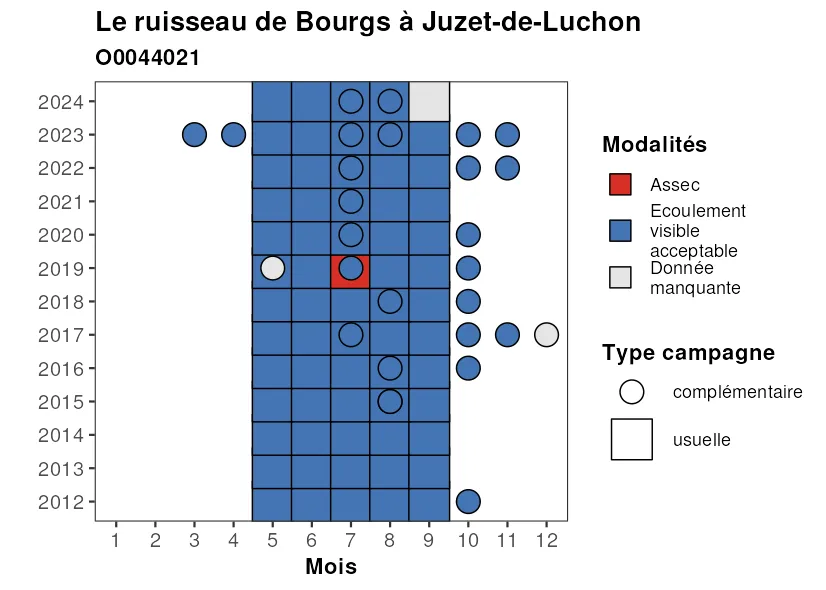 Le ruisseau de Bourgs à Juzet-de-Luchon
O0044021
2024
2023
2022
2021
2020
2019
2018
2017
2016
2015
2014
2013
2012
1 2 3 4 5 6 7 8 9 10 11 12
Mois
Modalités
Assec
Ecoulement
visible
acceptable
Donnée
manquante
Type campagne
complémentaire
usuelle